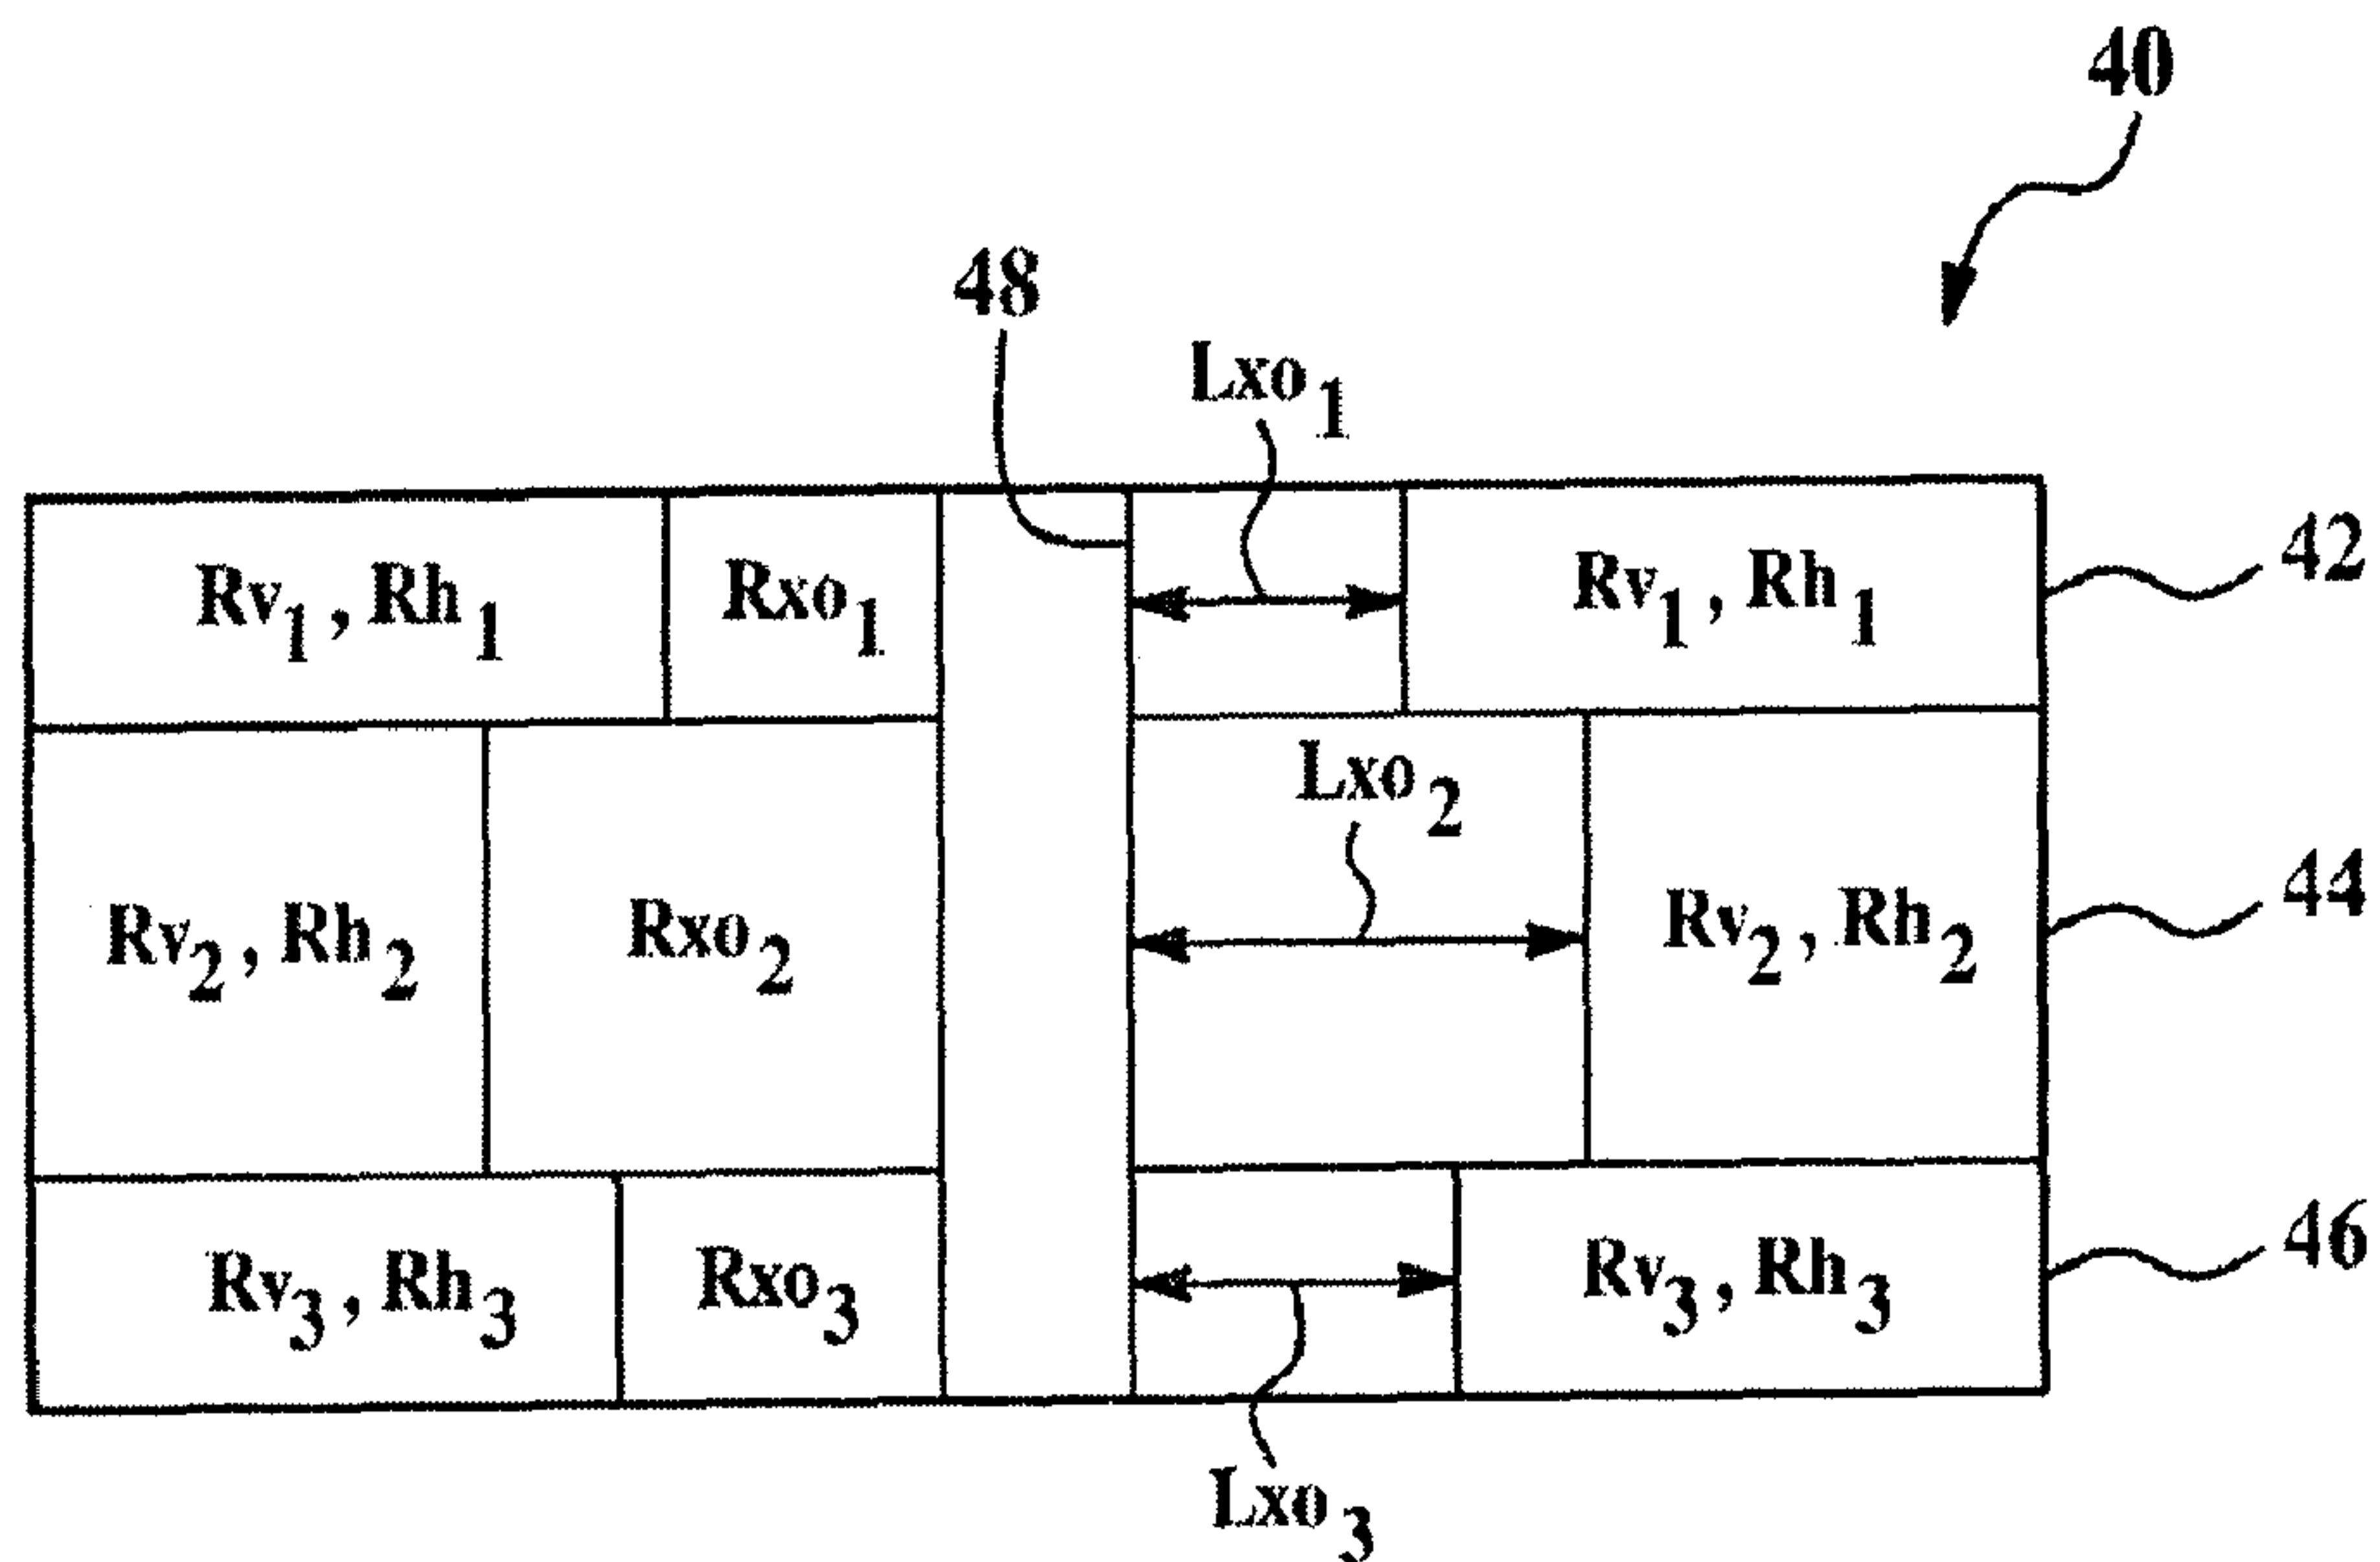 40
48
Lxo1
Rv1, Rh1 Rxo1 Rv1, Rh1 42
Lxo2
Rv2, Rh2 Rxo2 Rv2, Rh2 44
Rv3, Rh3 Rxo3 Rv3, Rh3 46
Lxo3